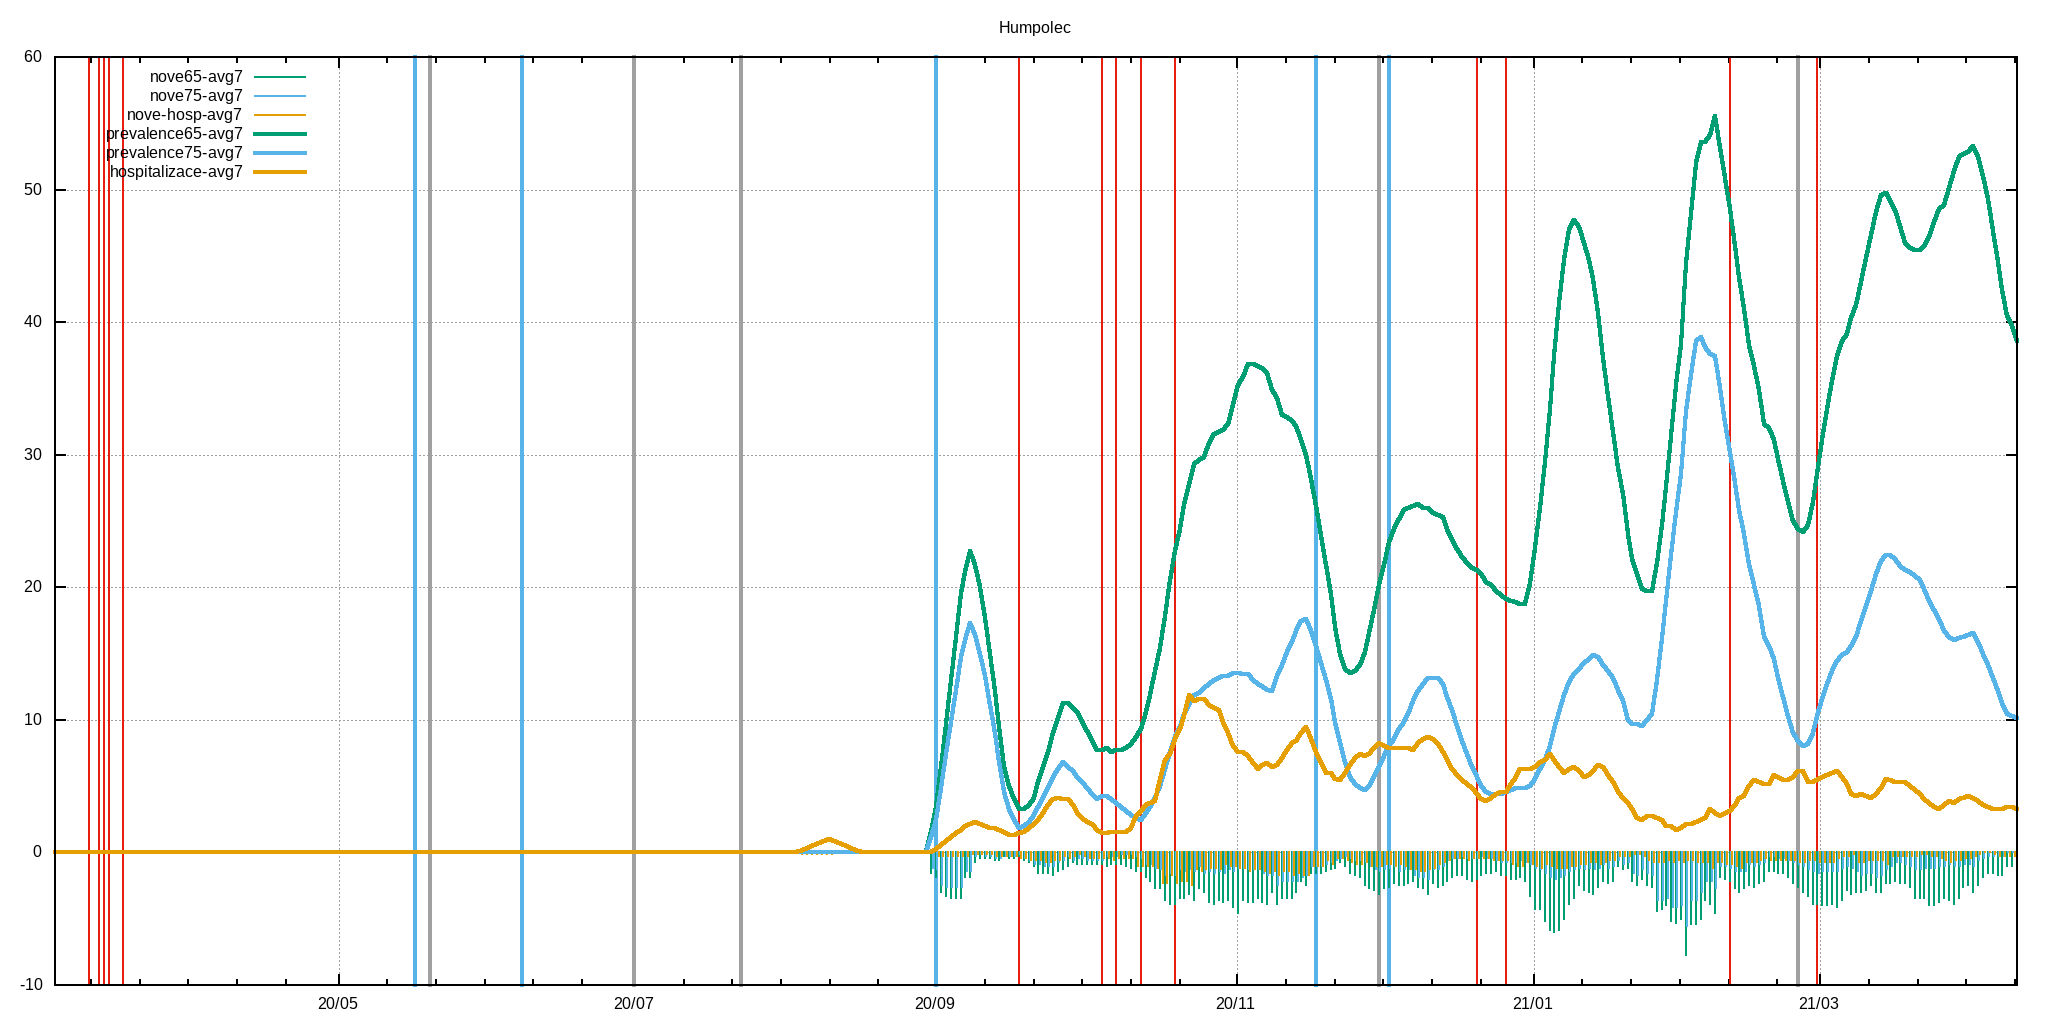 Humpolec
60
nove65-avg7
nove75-avg7
nove-hosp-avg7
prevalence65-avg7
prevalence75-avg7
hospitalizace-avg7
50
40
30
20
10
0
-10
20/05 20/07 20/09 20/11 21/01 21/03